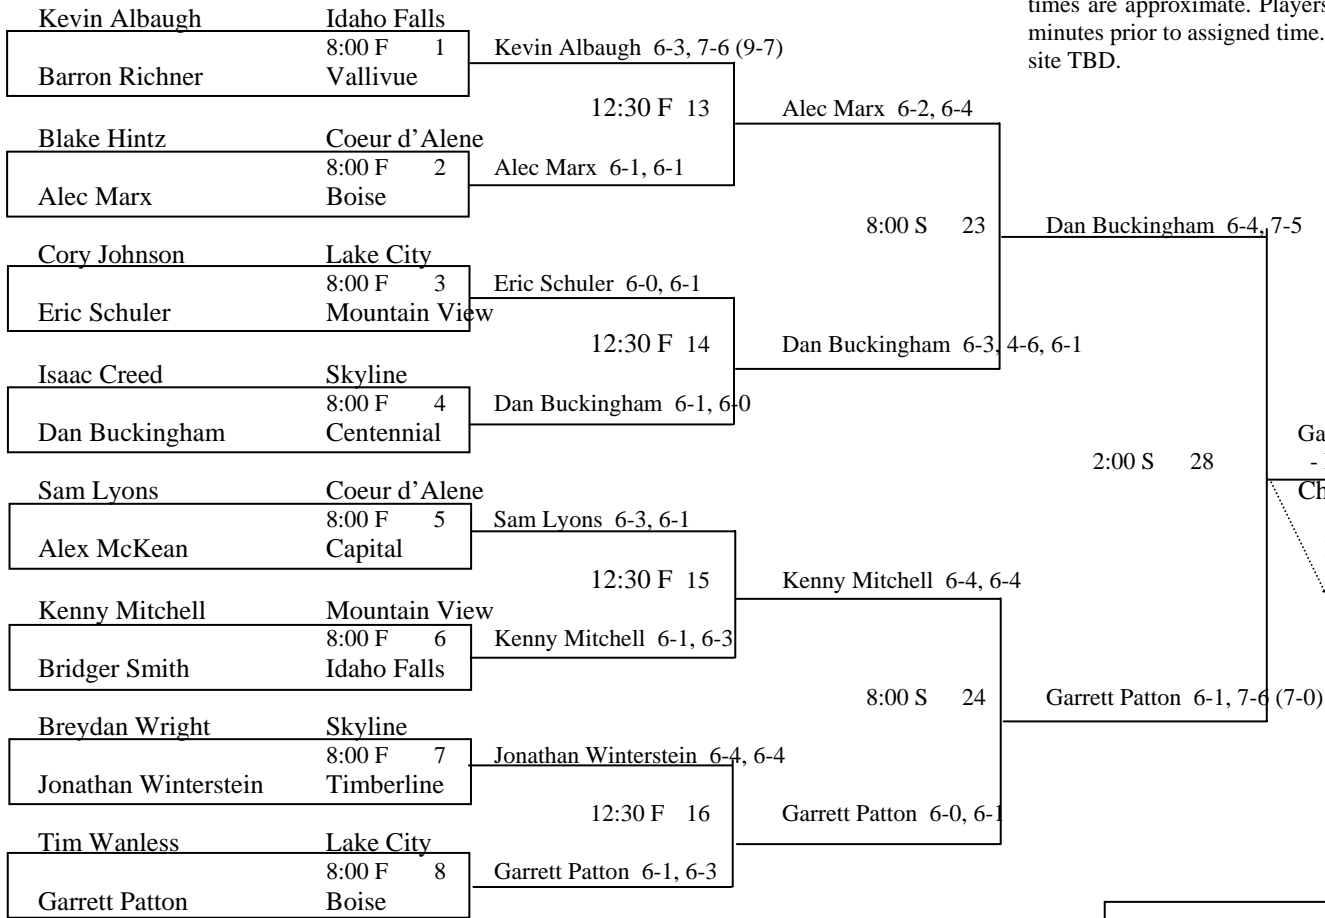 times are approximate. Players
minutes prior to assigned time.
site TBD.
Kevin Albaugh Idaho Falls
8:00 F 1 Kevin Albaugh 6-3, 7-6 (9-7)
Barron Richner Vallivue
12:30 F 13 Alec Marx 6-2, 6-4
Blake Hintz Coeur d’Alene
8:00 F 2 Alec Marx 6-1, 6-1
Alec Marx Boise
8:00 S 23 Dan Buckingham 6-4, 7-5
Cory Johnson Lake City
8:00 F 3 Eric Schuler 6-0, 6-1
Eric Schuler Mountain View
12:30 F 14 Dan Buckingham 6-3, 4-6, 6-1
Isaac Creed Skyline
8:00 F 4 Dan Buckingham 6-1, 6-0
Dan Buckingham Centennial
2:00 S 28
Sam Lyons Coeur d’Alene
8:00 F 5 Sam Lyons 6-3, 6-1
Alex McKean Capital
12:30 F 15 Kenny Mitchell 6-4, 6-4
Kenny Mitchell Mountain View
8:00 F 6 Kenny Mitchell 6-1, 6-3
Bridger Smith Idaho Falls
8:00 S 24 Garrett Patton 6-1, 7-6 (7-0)
Breydan Wright Skyline
8:00 F 7 Jonathan Winterstein 6-4, 6-4
Jonathan Winterstein Timberline
12:30 F 16 Garrett Patton 6-0, 6-1
Tim Wanless Lake City
8:00 F 8 Garrett Patton 6-1, 6-3
Garrett Patton Boise